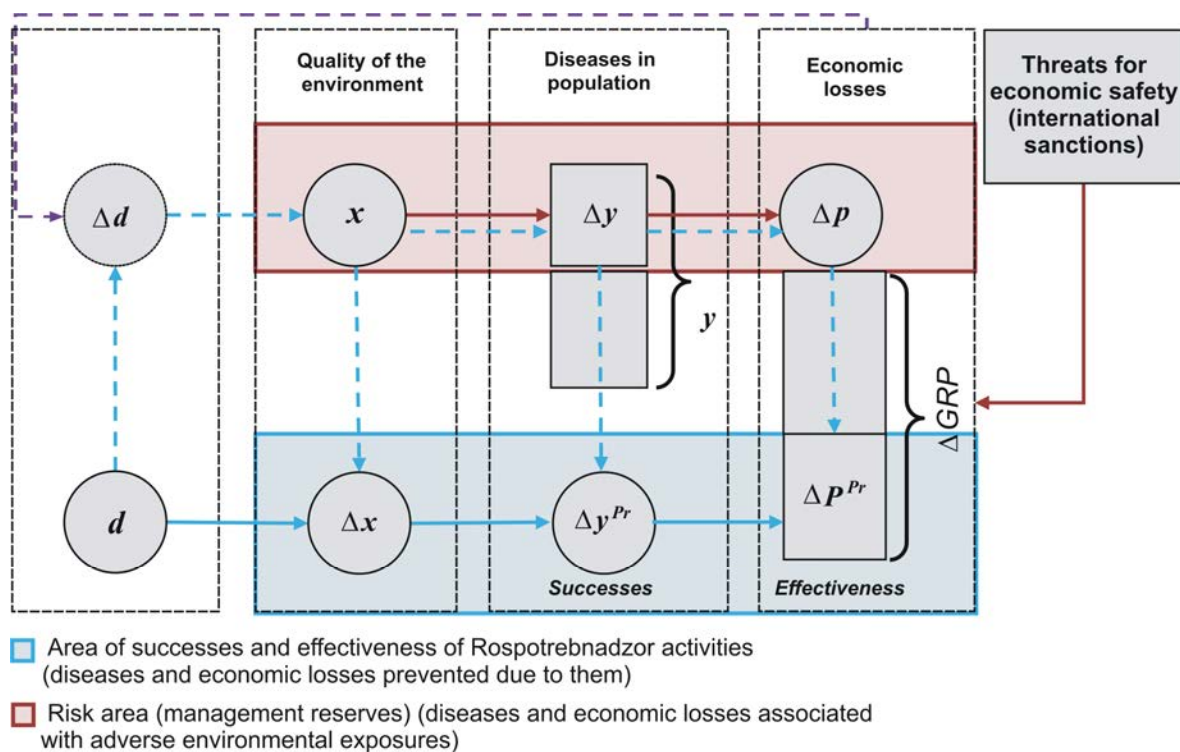 Quality of the
environment
Diseases in
population
Economic
losses
Threats for
economic safety
(international
sanctions)
Δd
x
Δy
Δp
y
ΔGRP
d
Δx
Δy^Pr
ΔP^Pr
Successes
Effectiveness
Area of successes and effectiveness of Rospotrebnadzor activities
(diseases and economic losses prevented due to them)
Risk area (management reserves) (diseases and economic losses associated
with adverse environmental exposures)